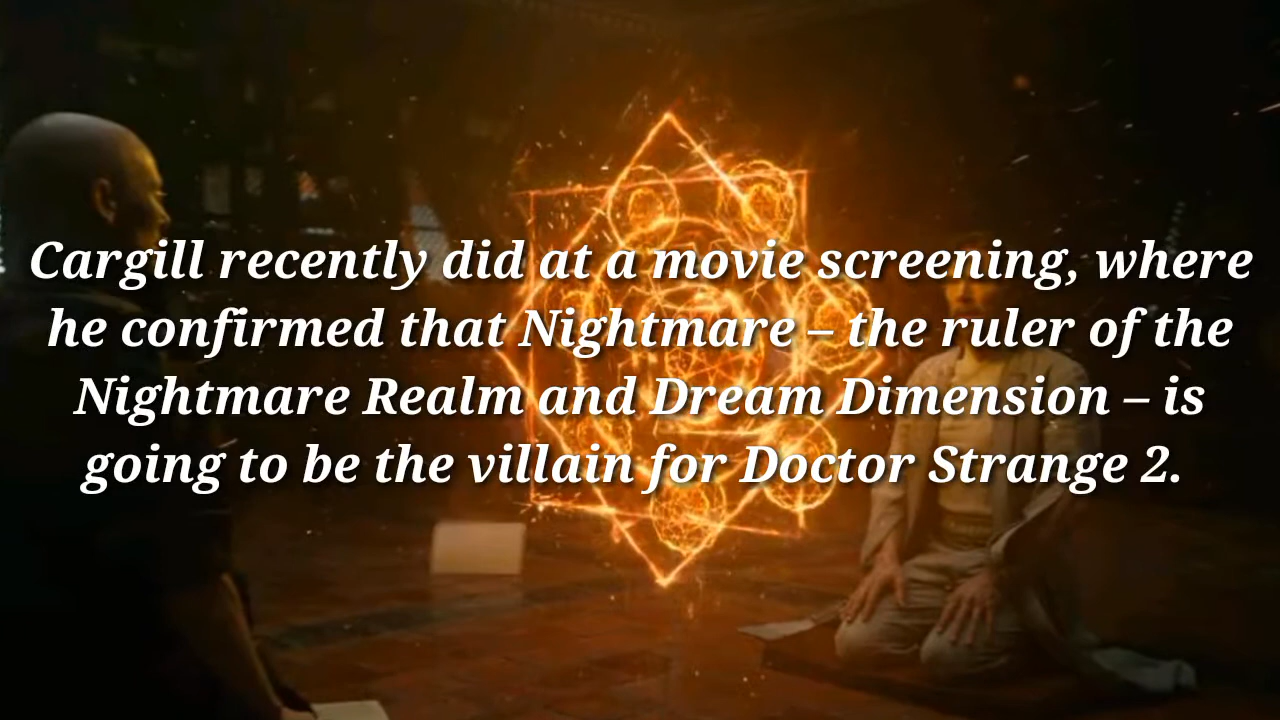 Cargill recently did at a movie screening, where
he confirmed that Nightmare – the ruler of the
Nightmare Realm and Dream Dimension – is
going to be the villain for Doctor Strange 2.